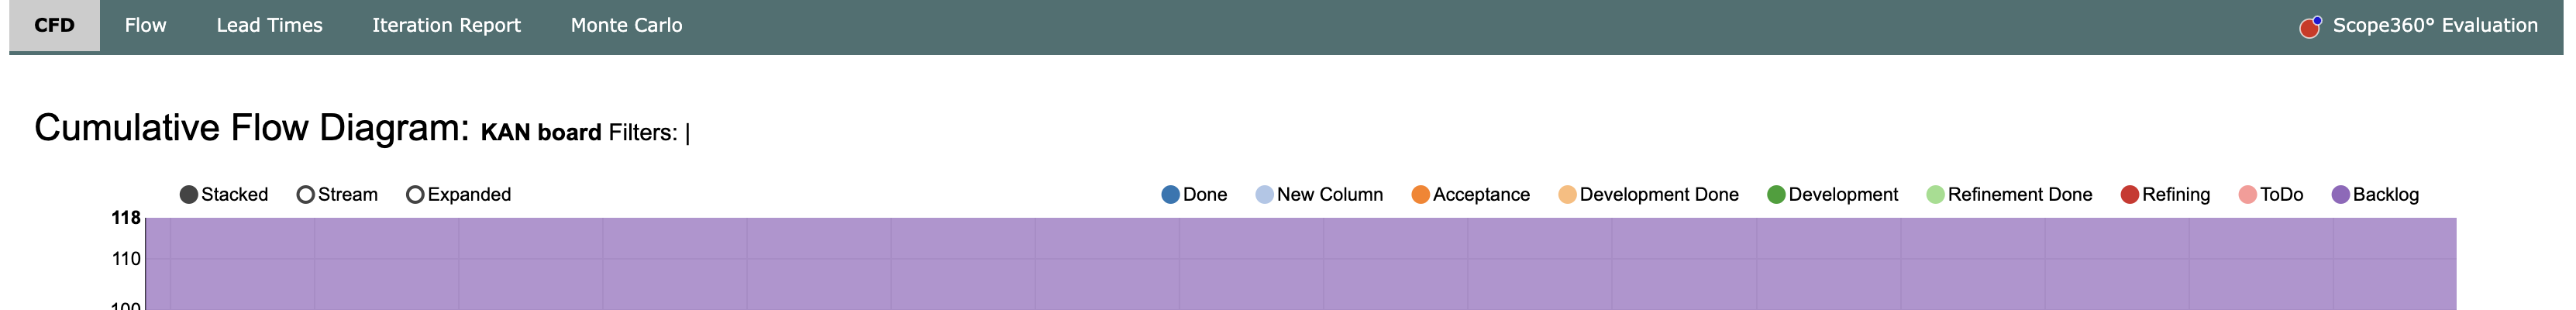 CFD Flow Lead Times Iteration Report Monte Carlo Scope360° Evaluation
Cumulative Flow Diagram: KAN board Filters: |
Stacked Stream Expanded Done New Column Acceptance Development Done Development Refinement Done Refining ToDo Backlog
118
110
100